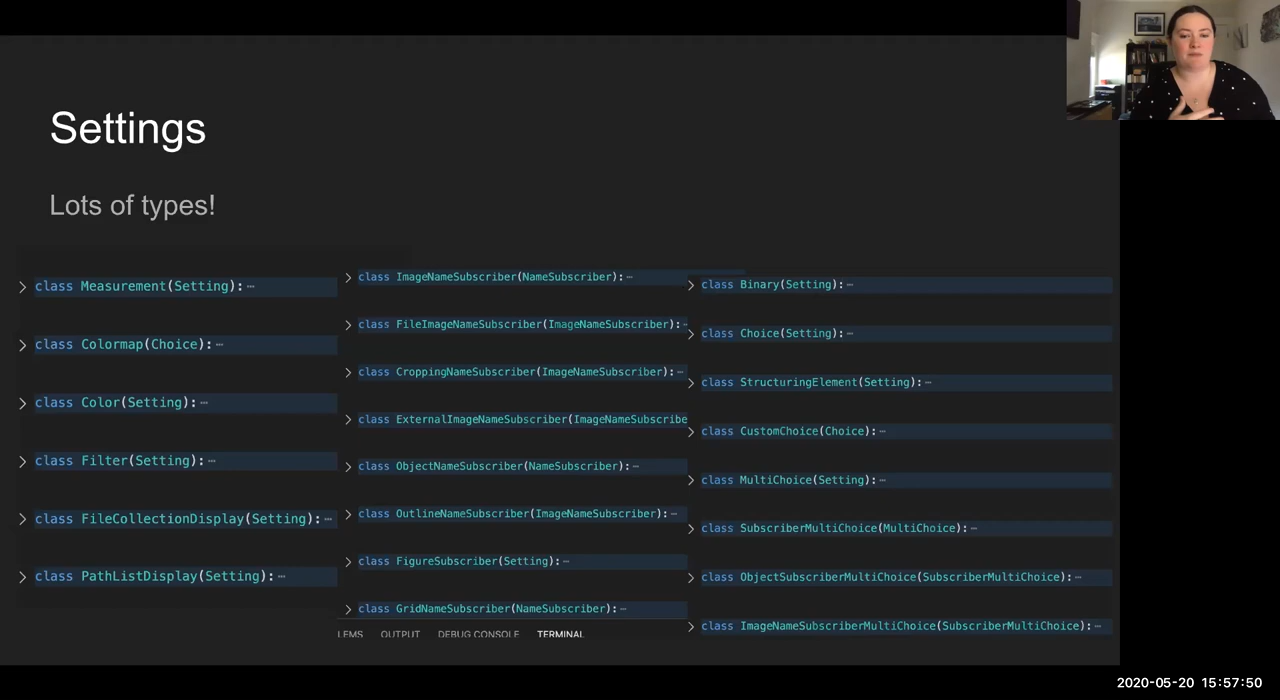 Settings
Lots of types!
class Measurement(Setting):
class Colormap(Choice):
class Color(Setting):
class Filter(Setting):
class FileCollectionDisplay(Setting):
class PathListDisplay(Setting):
class ImageNameSubscriber(NameSubscriber):
class FileImageNameSubscriber(ImageNameSubscriber):
class CroppingNameSubscriber(ImageNameSubscriber):
class ExternalImageNameSubscriber(ImageNameSubscribe
class ObjectNameSubscriber(NameSubscriber):
class OutlineNameSubscriber(ImageNameSubscriber):
class FigureSubscriber(Setting):
class GridNameSubscriber(NameSubscriber):
LEMS OUTPUT DEBUG CONSOLE TERMINAL
class Binary(Setting):
class Choice(Setting):
class StructuringElement(Setting):
class CustomChoice(Choice):
class MultiChoice(Setting):
class SubscriberMultiChoice(MultiChoice):
class ObjectSubscriberMultiChoice(SubscriberMultiChoice):
class ImageNameSubscriberMultiChoice(SubscriberMultiChoice):
2020-05-20 15:57:50